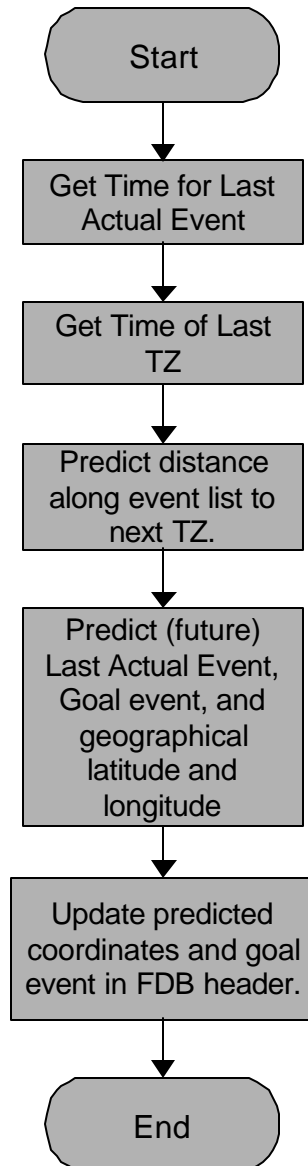 Start
Get Time for Last
Actual Event
Get Time of Last
TZ
Predict distance
along event list to
next TZ.
Predict (future)
Last Actual Event,
Goal event, and
geographical
latitude and
longitude
Update predicted
coordinates and goal
event in FDB header.
End